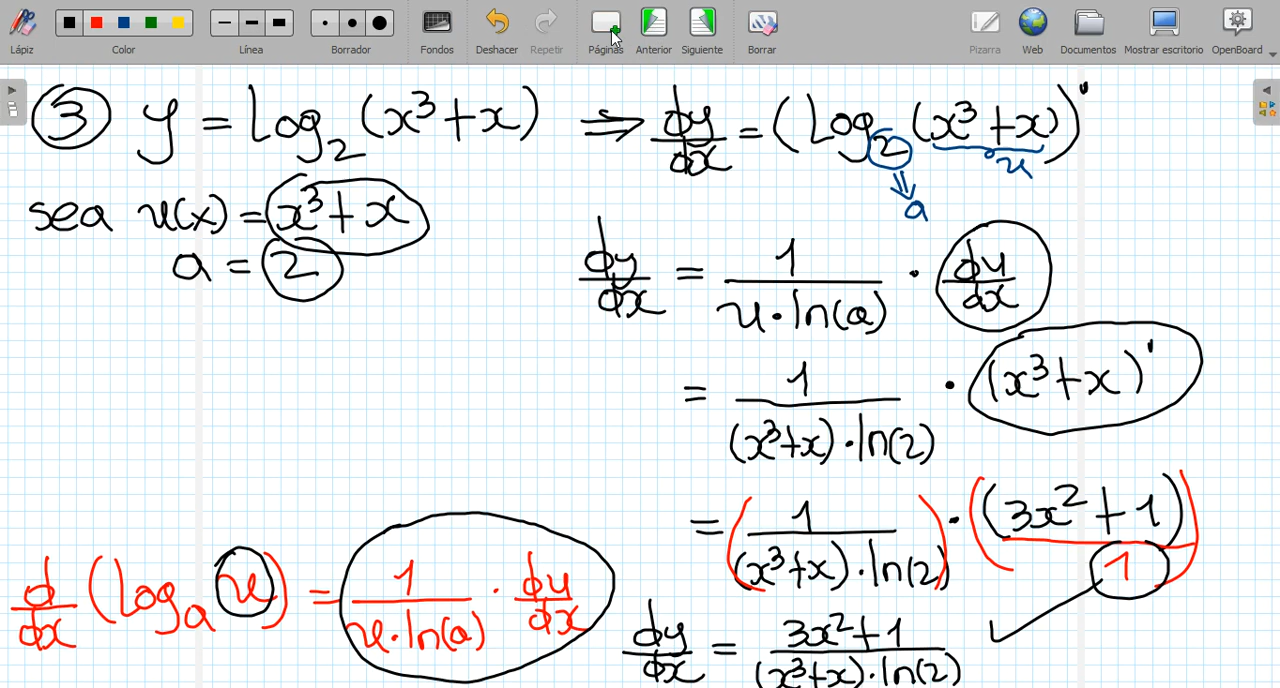 Lápiz Color Línea Borrador Fondos Deshacer Repetir Páginas Anterior Siguiente Borrar Pizarra Web Documentos Mostrar escritorio OpenBoard
③ y = Log₂ (x³+x) ⇒ dy/dx = (Log₂ (x³+x))'
u
a
sea u(x) = x³+x
a = 2
dy/dx = 1/(u·ln(a)) · du/dx
= 1/((x³+x)·ln(2)) · (x³+x)'
= (1/((x³+x)·ln(2))) · ((3x²+1)/1)
d/dx (log_a u) = 1/(u·ln(a)) · du/dx
dy/dx = (3x²+1)/((x³+x)·ln(2))